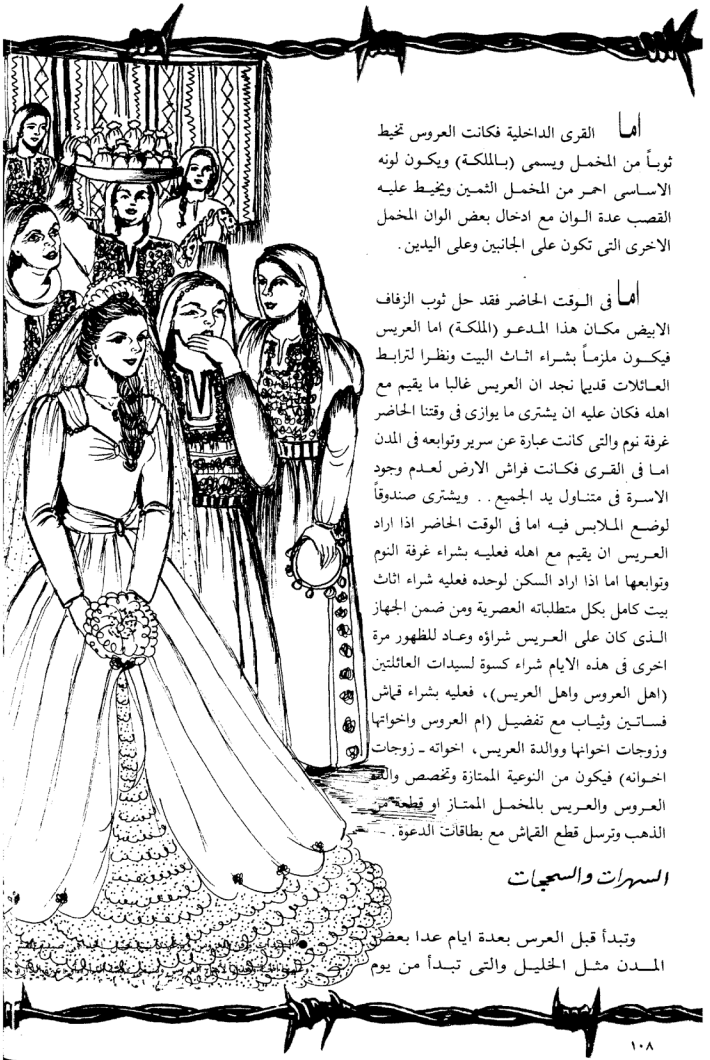 اما القرى الداخلية فكانت العروس تخيط
ثوباً من المخمل ويسمى (بالملكة) ويكون لونه
الاساسى احمر من المخمل الثمين ويخيط عليه
القصب عدة الوان مع ادخال بعض الوان المخمل
الاخرى التى تكون على الجانبين وعلى اليدين .
اما فى الوقت الحاضر فقد حل ثوب الزفاف
الابيض مكان هذا المدعو (الملكة) اما العريس
فيكون ملزماً بشراء اثاث البيت ونظرا لترابط
العائلات قديما نجد ان العريس غالبا ما يقيم مع
اهله فكان عليه ان يشترى ما يوازى فى وقتنا الحاضر
غرفة نوم والتى كانت عبارة عن سرير وتوابعه فى المدن
اما فى القرى فكانت فراش الارض لعدم وجود
الاسرة فى متناول يد الجميع . . ويشترى صندوقاً
لوضع الملابس فيه اما فى الوقت الحاضر اذا اراد
العريس ان يقيم مع اهله فعليه بشراء غرفة النوم
وتوابعها اما اذا اراد السكن لوحده فعليه شراء اثاث
بيت كامل بكل متطلباته العصرية ومن ضمن الجهاز
الذى كان على العريس شراؤه وعاد للظهور مرة
اخرى فى هذه الايام شراء كسوة لسيدات العائلتين
(اهل العروس واهل العريس) ، فعليه بشراء قماش
فساتين وثياب مع تفضيل (ام العروس واخواتها
وزوجات اخوانها ووالدة العريس ، اخواته ـ زوجات
اخوانه) فيكون من النوعية الممتازة وتخصص والدة
العروس والعريس بالمخمل الممتاز او قطعة من
الذهب وترسل قطع القماش مع بطاقات الدعوة .
السهرات والسحجات
وتبدأ قبل العرس بعدة ايام عدا بعض
المدن مثل الخليل والتى تبدأ من يوم
١٠٨